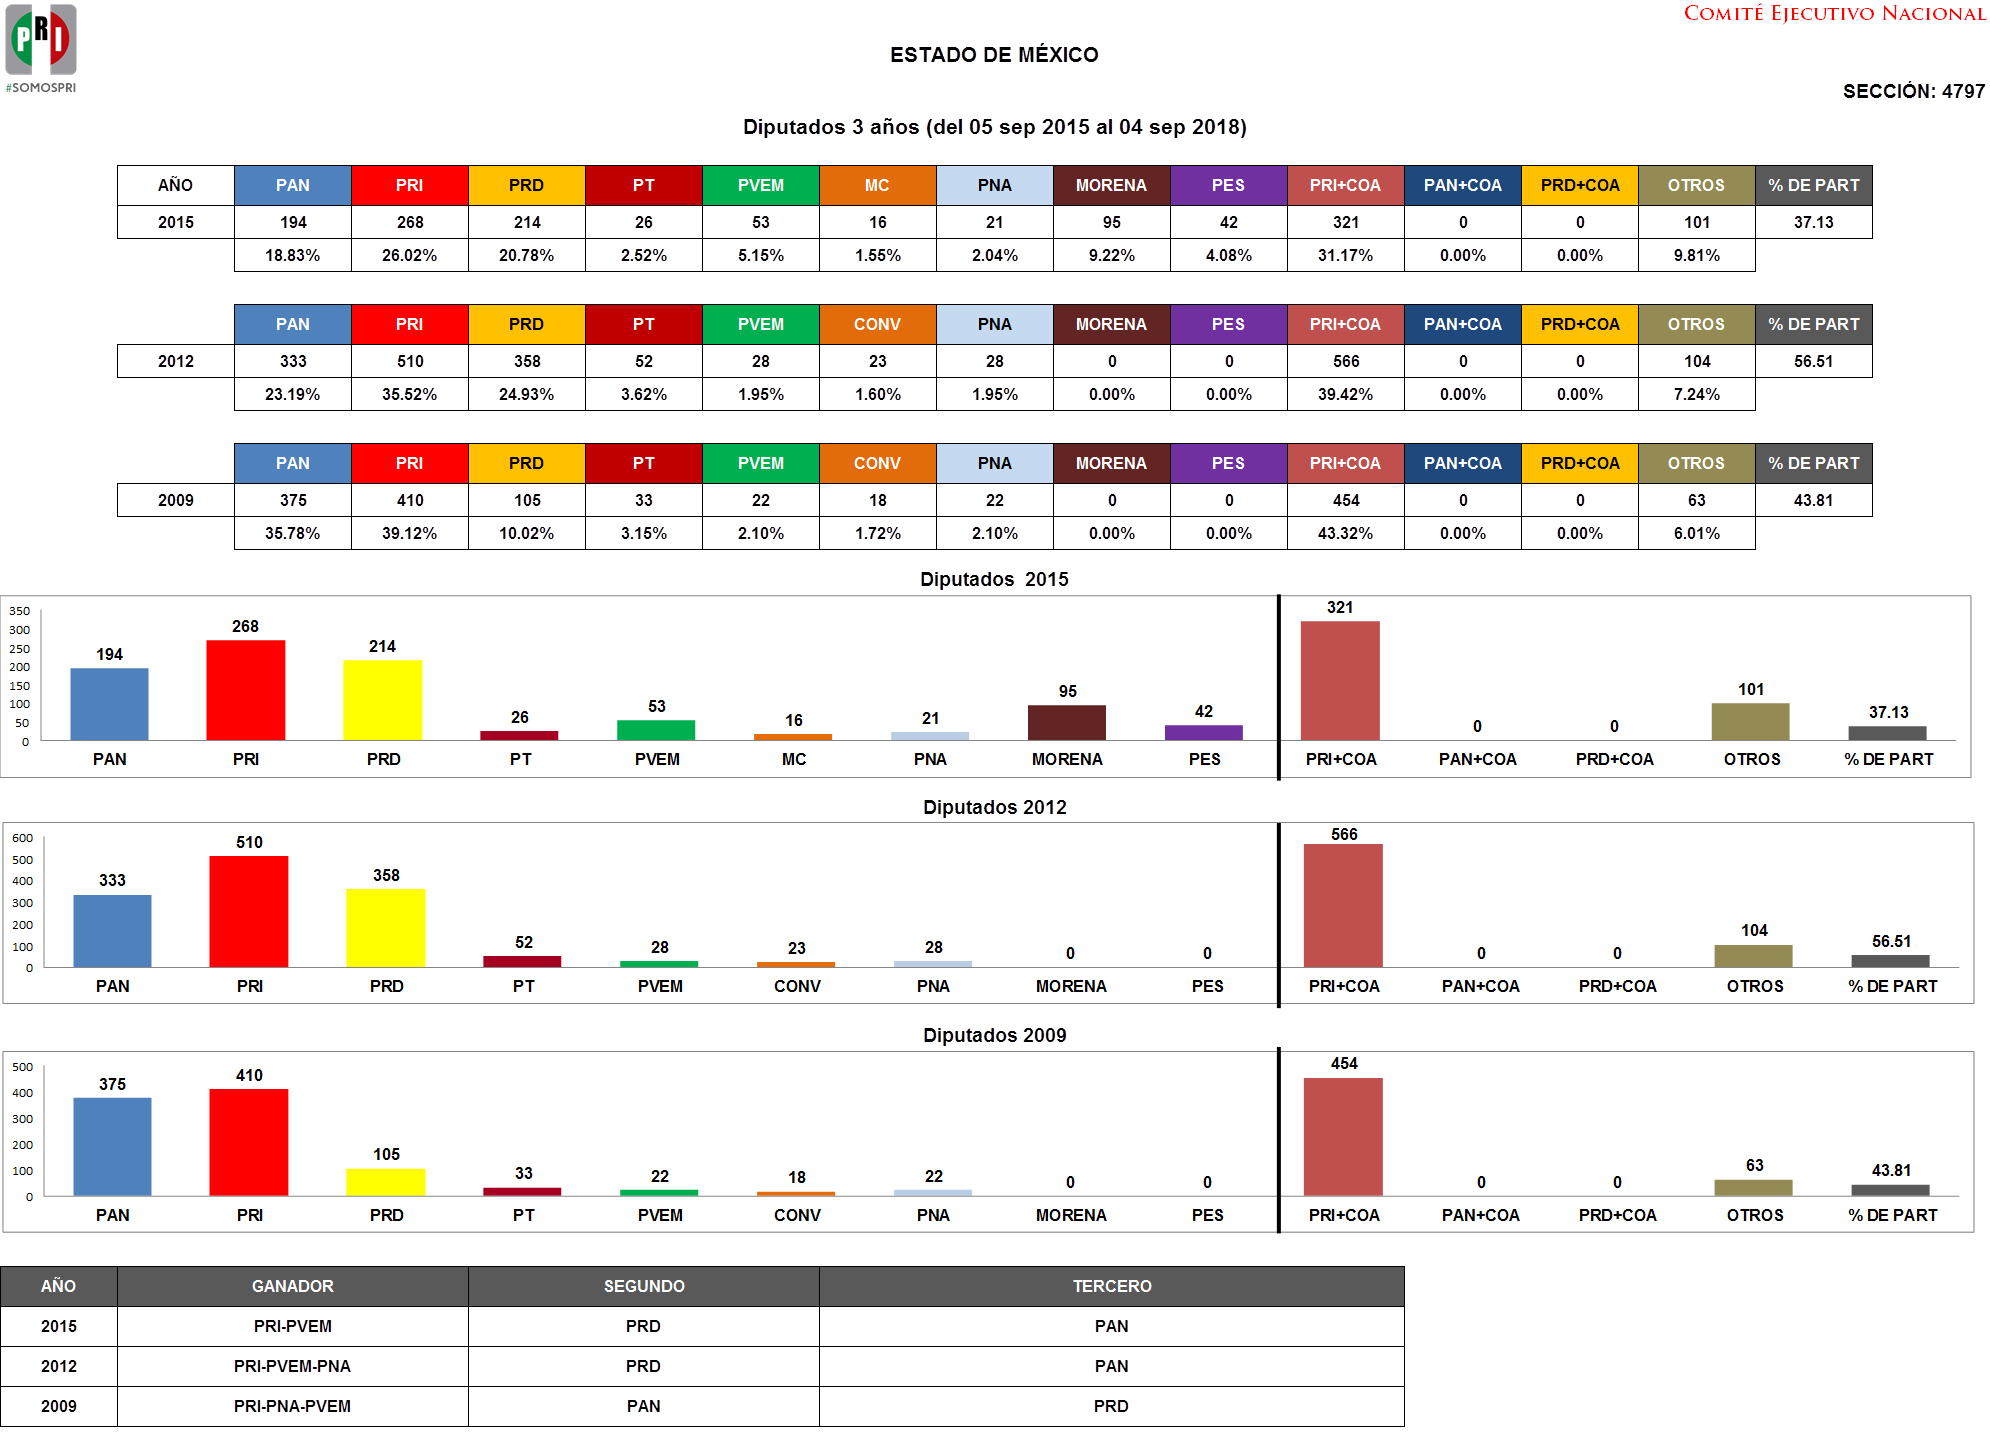 PRI
#SOMOSPRI
COMITÉ EJECUTIVO NACIONAL
ESTADO DE MÉXICO
SECCIÓN: 4797
Diputados 3 años (del 05 sep 2015 al 04 sep 2018)
AÑO PAN PRI PRD PT PVEM MC PNA MORENA PES PRI+COA PAN+COA PRD+COA OTROS % DE PART
2015 194 268 214 26 53 16 21 95 42 321 0 0 101 37.13
18.83% 26.02% 20.78% 2.52% 5.15% 1.55% 2.04% 9.22% 4.08% 31.17% 0.00% 0.00% 9.81%
PAN PRI PRD PT PVEM CONV PNA MORENA PES PRI+COA PAN+COA PRD+COA OTROS % DE PART
2012 333 510 358 52 28 23 28 0 0 566 0 0 104 56.51
23.19% 35.52% 24.93% 3.62% 1.95% 1.60% 1.95% 0.00% 0.00% 39.42% 0.00% 0.00% 7.24%
PAN PRI PRD PT PVEM CONV PNA MORENA PES PRI+COA PAN+COA PRD+COA OTROS % DE PART
2009 375 410 105 33 22 18 22 0 0 454 0 0 63 43.81
35.78% 39.12% 10.02% 3.15% 2.10% 1.72% 2.10% 0.00% 0.00% 43.32% 0.00% 0.00% 6.01%
Diputados 2015
350
300
250
200
150
100
50
0
194 268 214 26 53 16 21 95 42 321 0 0 101 37.13
PAN PRI PRD PT PVEM MC PNA MORENA PES PRI+COA PAN+COA PRD+COA OTROS % DE PART
Diputados 2012
600
500
400
300
200
100
0
333 510 358 52 28 23 28 0 0 566 0 0 104 56.51
PAN PRI PRD PT PVEM CONV PNA MORENA PES PRI+COA PAN+COA PRD+COA OTROS % DE PART
Diputados 2009
500
400
300
200
100
0
375 410 105 33 22 18 22 0 0 454 0 0 63 43.81
PAN PRI PRD PT PVEM CONV PNA MORENA PES PRI+COA PAN+COA PRD+COA OTROS % DE PART
AÑO GANADOR SEGUNDO TERCERO
2015 PRI-PVEM PRD PAN
2012 PRI-PVEM-PNA PRD PAN
2009 PRI-PNA-PVEM PAN PRD